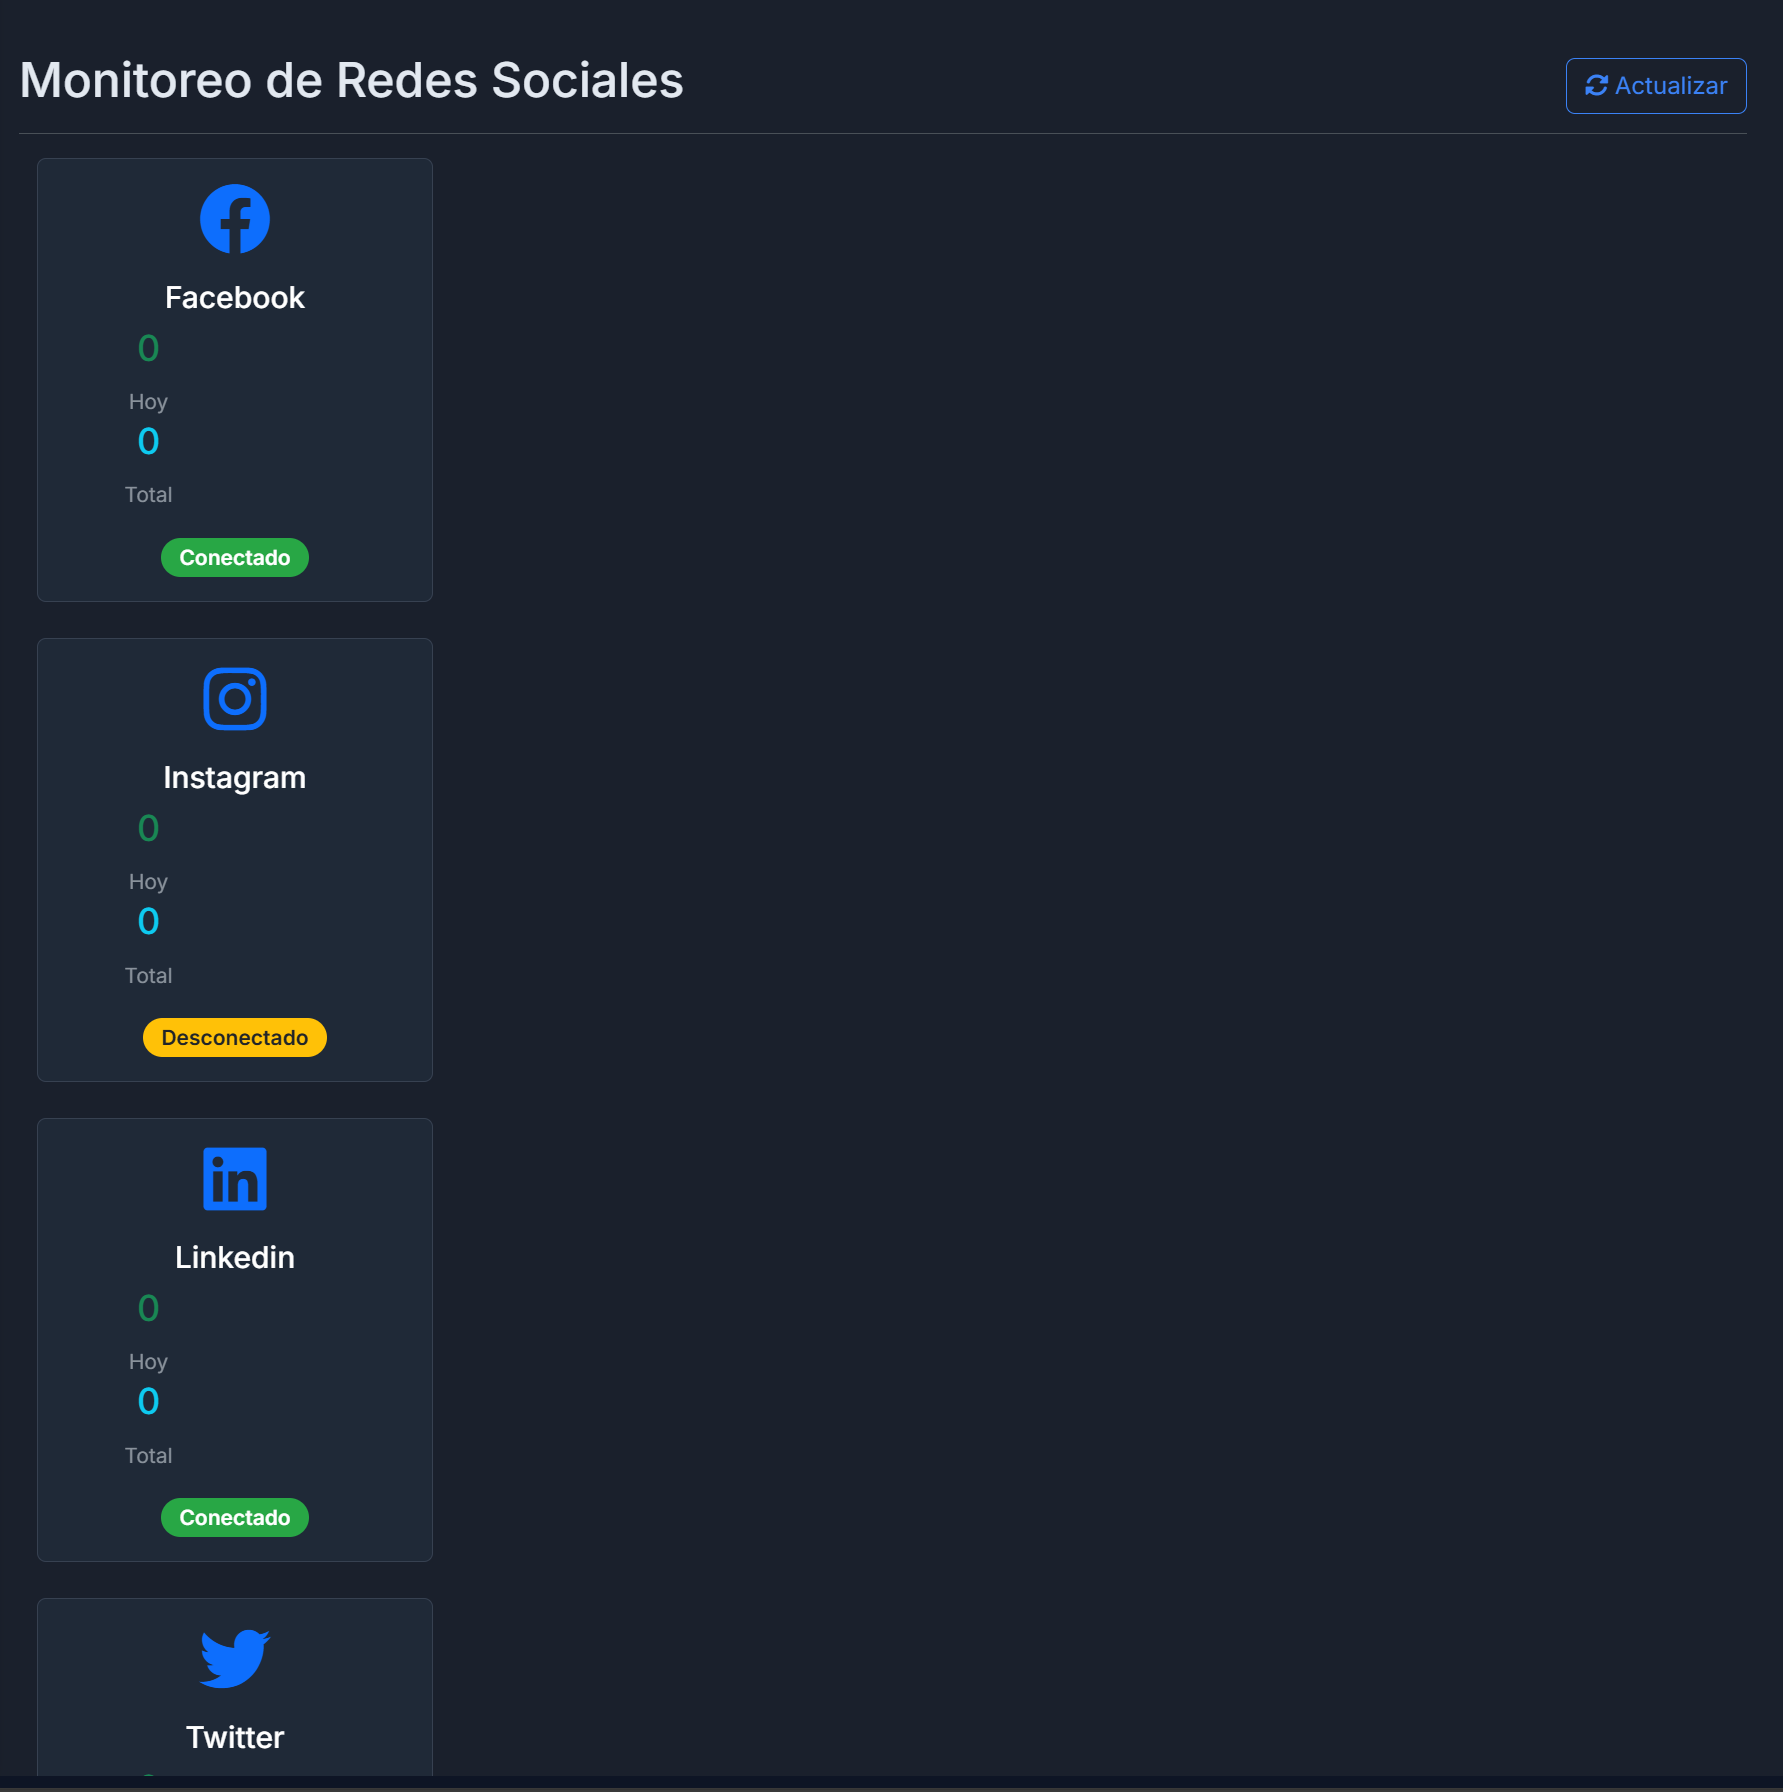 Monitoreo de Redes Sociales
Actualizar
Facebook
0
Hoy
0
Total
Conectado
Instagram
0
Hoy
0
Total
Desconectado
Linkedin
0
Hoy
0
Total
Conectado
Twitter